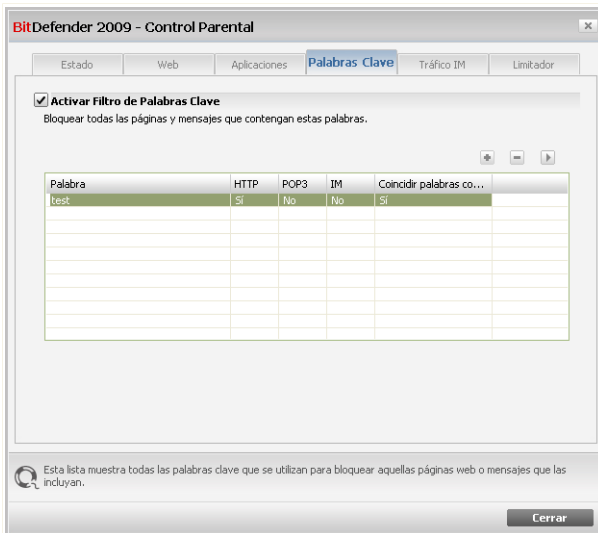 BitDefender 2009 - Control Parental
Estado Web Aplicaciones Palabras Clave Tráfico IM Limitador
Activar Filtro de Palabras Clave
Bloquear todas las páginas y mensajes que contengan estas palabras.
Palabra HTTP POP3 IM Coincidir palabras co...
test Sí No No Sí
Esta lista muestra todas las palabras clave que se utilizan para bloquear aquellas páginas web o mensajes que las
incluyan.
Cerrar